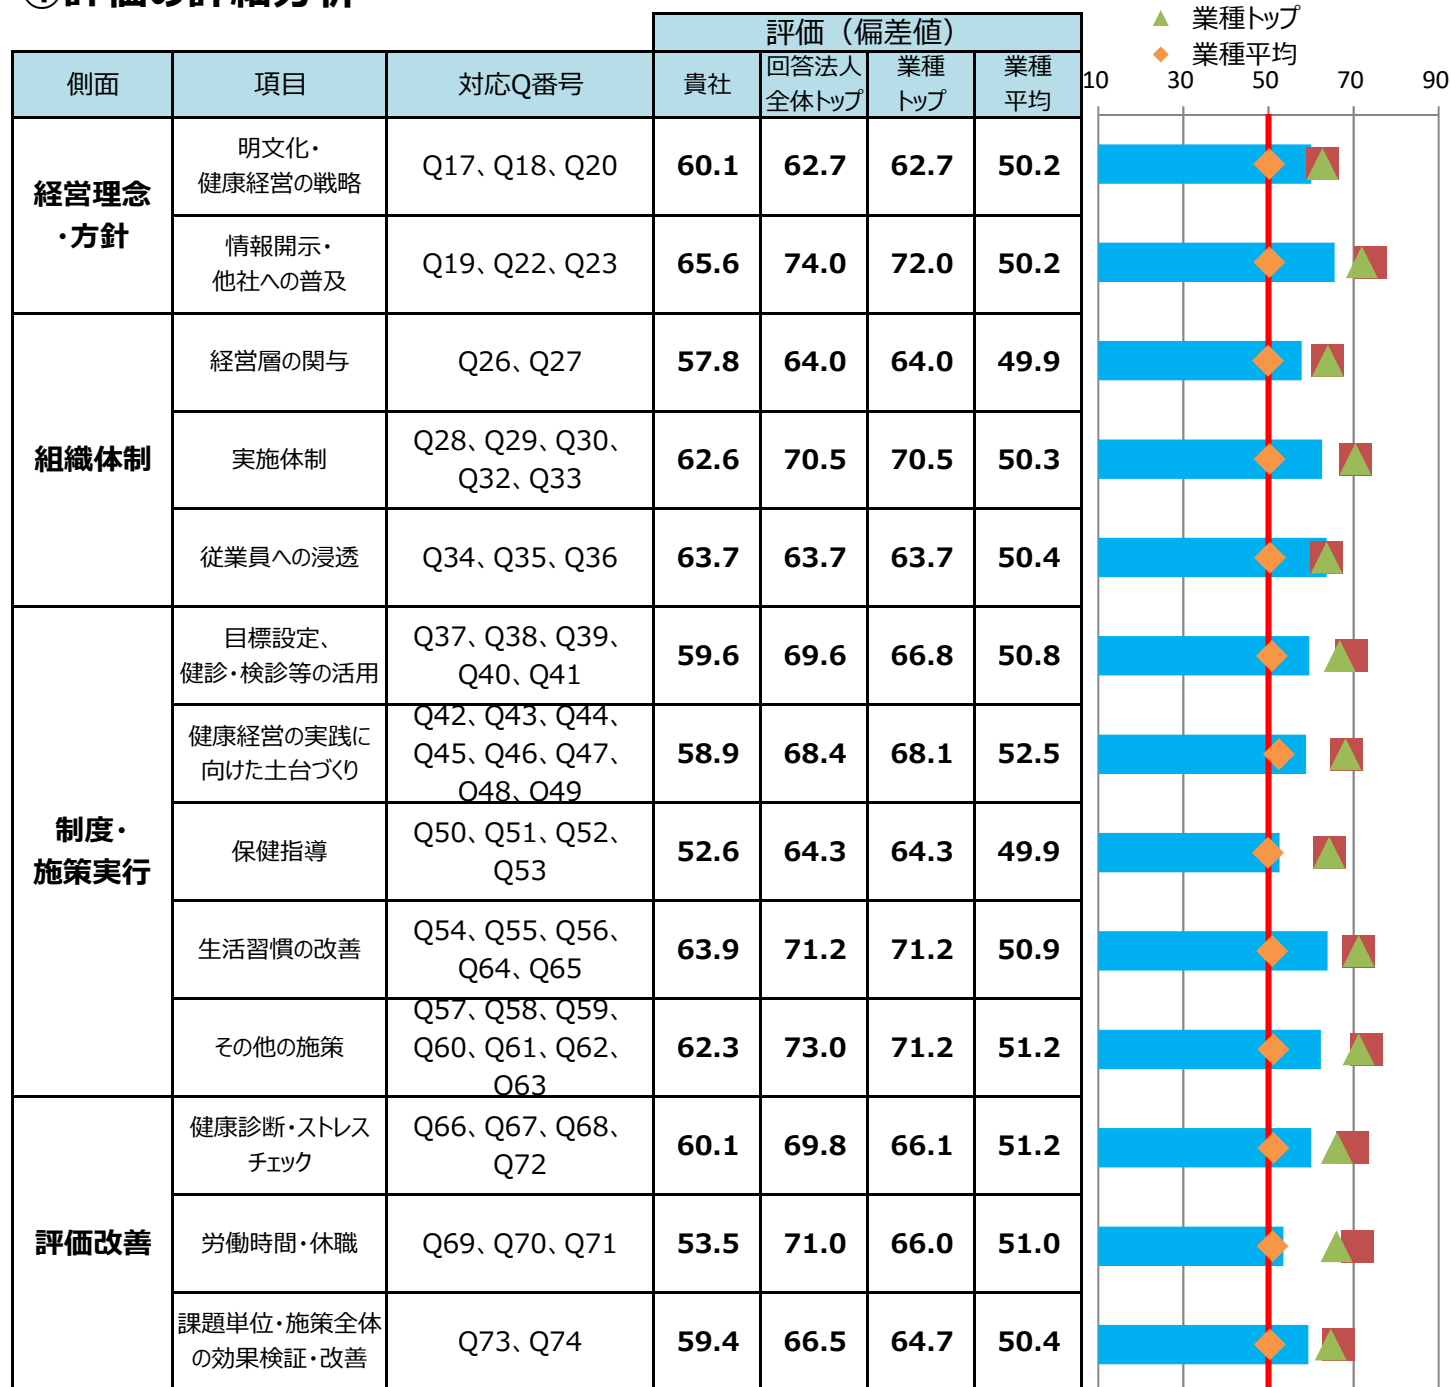 ①評価の詳細分析
▲ 業種トップ
◆ 業種平均
評価（偏差値）
側面 項目 対応Q番号 貴社 回答法人 業種 業種
全体トップ トップ 平均
10 30 50 70 90
経営理念
・方針
明文化・
健康経営の戦略
Q17、Q18、Q20 60.1 62.7 62.7 50.2
情報開示・
他社への普及
Q19、Q22、Q23 65.6 74.0 72.0 50.2
組織体制
経営層の関与 Q26、Q27 57.8 64.0 64.0 49.9
実施体制
Q28、Q29、Q30、
Q32、Q33
62.6 70.5 70.5 50.3
従業員への浸透 Q34、Q35、Q36 63.7 63.7 63.7 50.4
制度・
施策実行
目標設定、
健診・検診等の活用
Q37、Q38、Q39、
Q40、Q41
59.6 69.6 66.8 50.8
健康経営の実践に
向けた土台づくり
Q42、Q43、Q44、
Q45、Q46、Q47、
Q48、Q49
58.9 68.4 68.1 52.5
保健指導
Q50、Q51、Q52、
Q53
52.6 64.3 64.3 49.9
生活習慣の改善
Q54、Q55、Q56、
Q64、Q65
63.9 71.2 71.2 50.9
その他の施策
Q57、Q58、Q59、
Q60、Q61、Q62、
Q63
62.3 73.0 71.2 51.2
評価改善
健康診断・ストレス
チェック
Q66、Q67、Q68、
Q72
60.1 69.8 66.1 51.2
労働時間・休職 Q69、Q70、Q71 53.5 71.0 66.0 51.0
課題単位・施策全体
の効果検証・改善
Q73、Q74 59.4 66.5 64.7 50.4